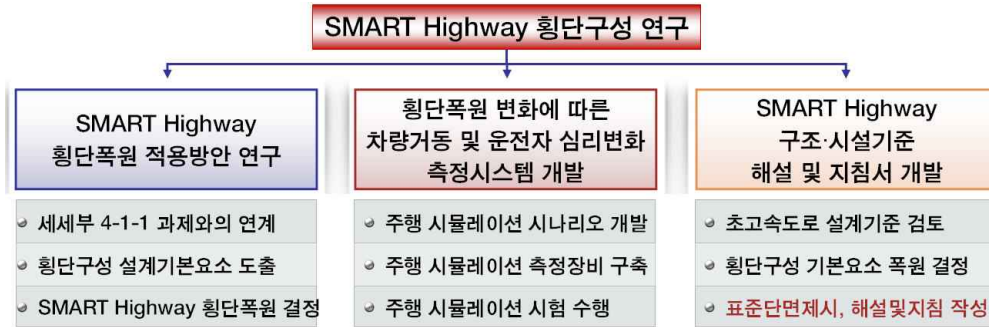 SMART Highway 횡단구성 연구
SMART Highway
횡단폭원 적용방안 연구
세세부 4-1-1 과제와의 연계
횡단구성 설계기본요소 도출
SMART Highway 횡단폭원 결정
횡단폭원 변화에 따른
차량거동 및 운전자 심리변화
측정시스템 개발
주행 시뮬레이션 시나리오 개발
주행 시뮬레이션 측정장비 구축
주행 시뮬레이션 시험 수행
SMART Highway
구조·시설기준
해설 및 지침서 개발
초고속도로 설계기준 검토
횡단구성 기본요소 폭원 결정
표준단면제시, 해설및지침 작성